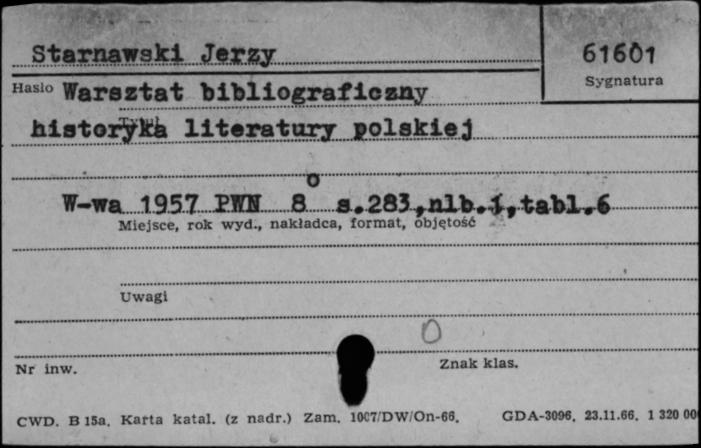 Starnawski Jerzy 61601
Sygnatura
Hasło Warsztat bibliograficzny
Tytuł
historyka literatury polskiej
W-wa 1957 PWN 8° s.283,nlb.1,tabl.6
Miejsce, rok wyd., nakładca, format, objętość
Uwagi
0
Nr inw. Znak klas.
CWD. B 15a. Karta katal. (z nadr.) Zam. 1007/DW/On-66. GDA-3096. 23.11.66. 1 320 00